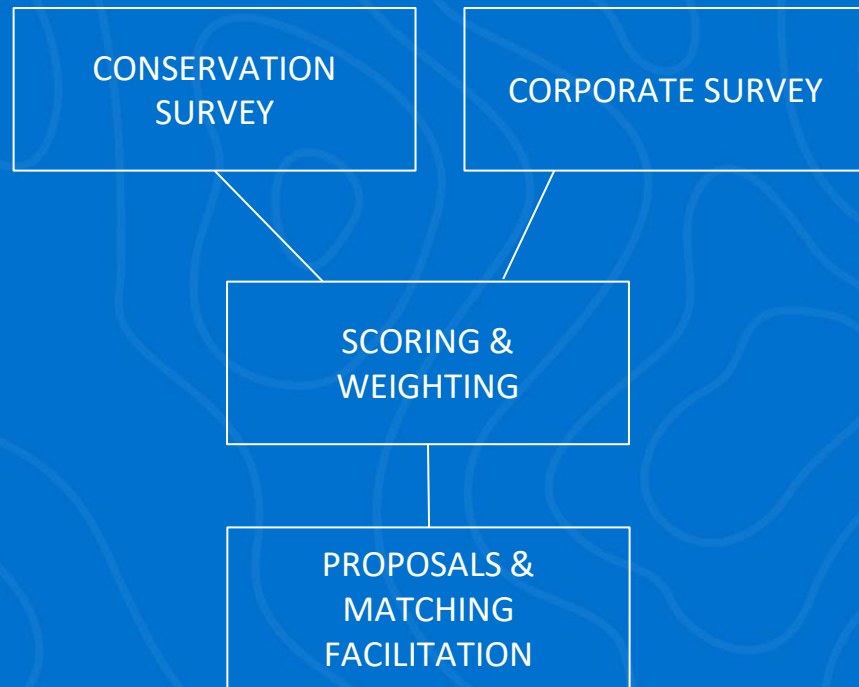 CONSERVATION
SURVEY
CORPORATE SURVEY
SCORING &
WEIGHTING
PROPOSALS &
MATCHING
FACILITATION